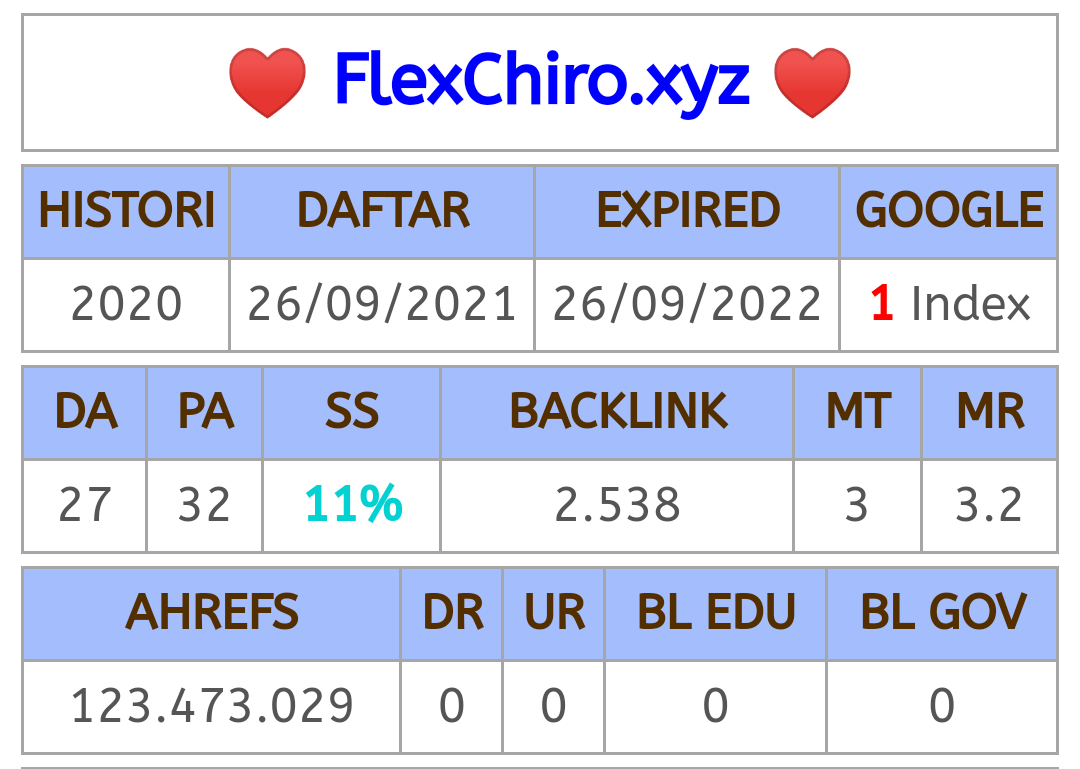 FlexChiro.xyz
HISTORI DAFTAR EXPIRED GOOGLE
2020 26/09/2021 26/09/2022 1 Index
DA PA SS BACKLINK MT MR
27 32 11% 2.538 3 3.2
AHREFS DR UR BL EDU BL GOV
123.473.029 0 0 0 0